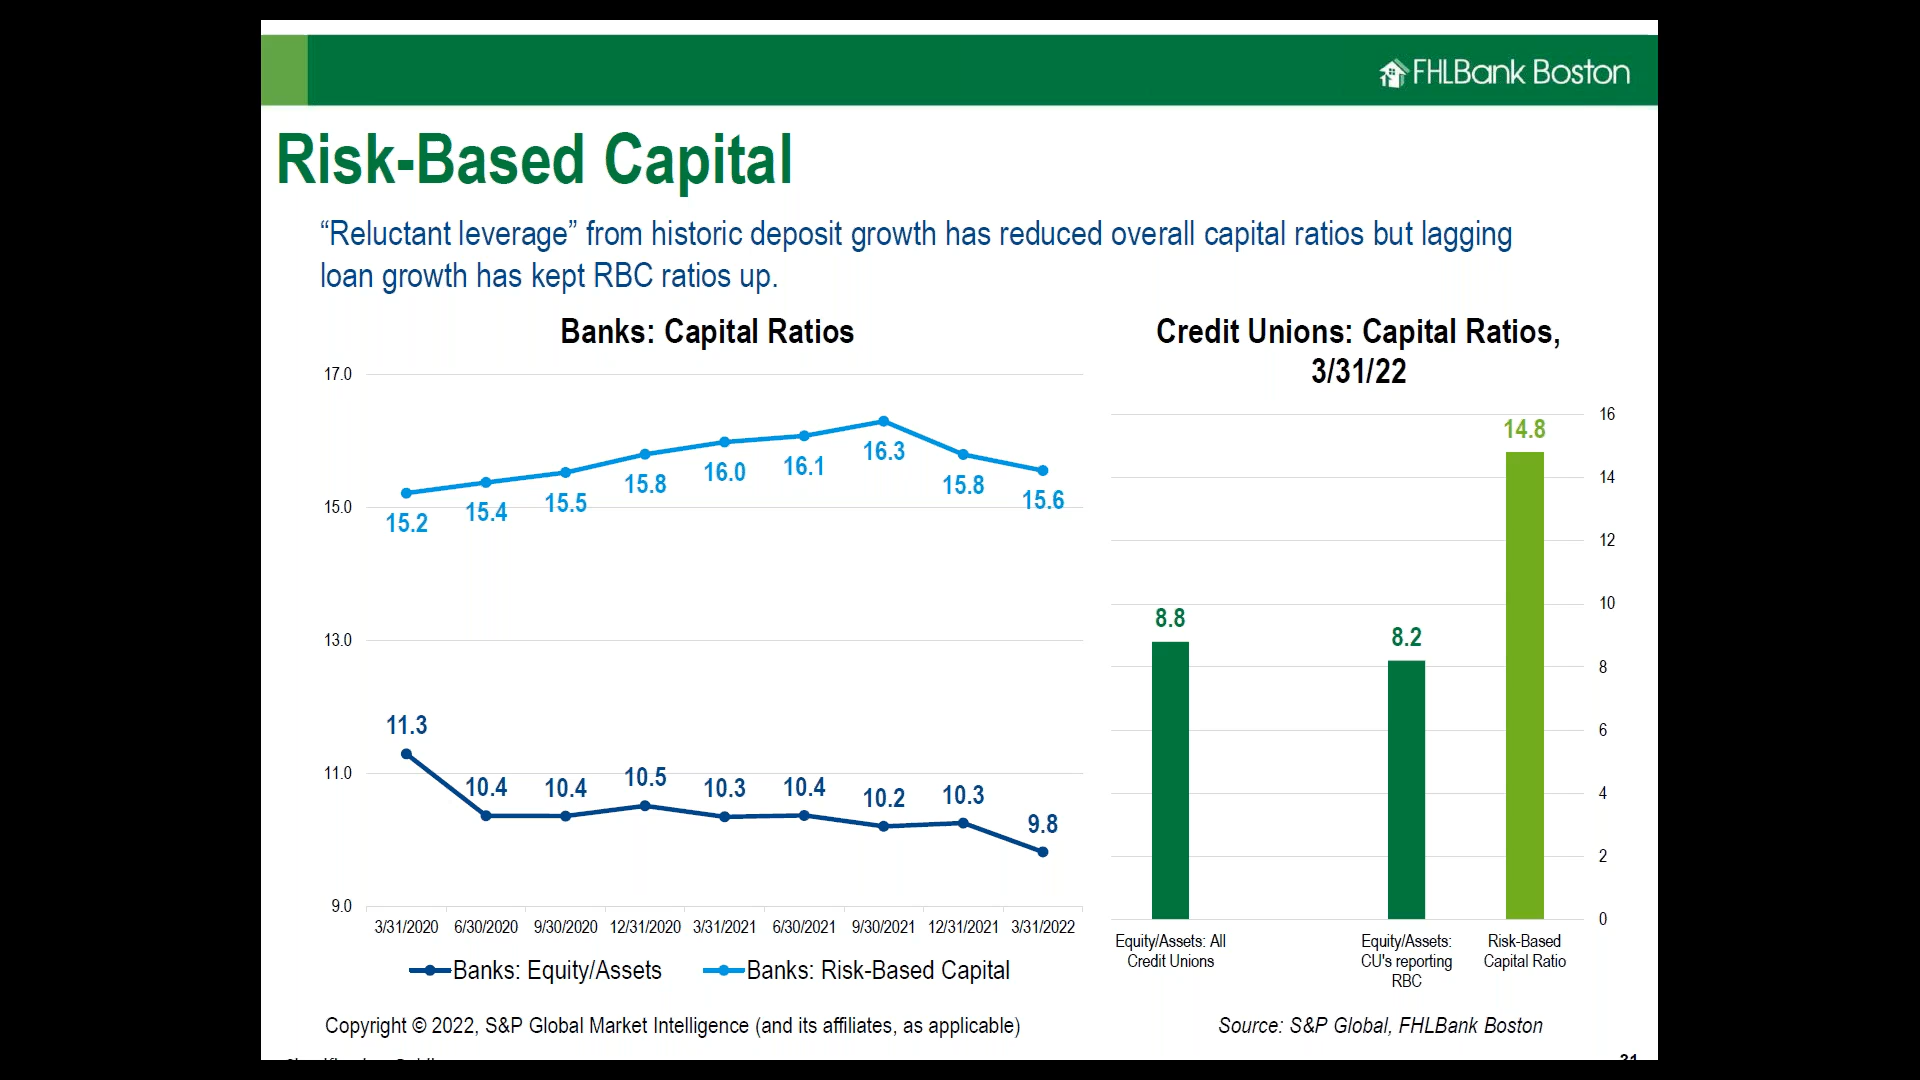 FHLBank Boston
Risk-Based Capital
“Reluctant leverage” from historic deposit growth has reduced overall capital ratios but lagging
loan growth has kept RBC ratios up.
Banks: Capital Ratios
17.0
15.0
13.0
11.0
9.0
15.2
15.4
15.5
15.8
16.0
16.1
16.3
15.8
15.6
11.3
10.4
10.4
10.5
10.3
10.4
10.2
10.3
9.8
3/31/2020 6/30/2020 9/30/2020 12/31/2020 3/31/2021 6/30/2021 9/30/2021 12/31/2021 3/31/2022
Banks: Equity/Assets Banks: Risk-Based Capital
Credit Unions: Capital Ratios,
3/31/22
16
14
12
10
8
6
4
2
0
8.8
8.2
14.8
Equity/Assets: All
Credit Unions
Equity/Assets:
CU's reporting
RBC
Risk-Based
Capital Ratio
Copyright © 2022, S&P Global Market Intelligence (and its affiliates, as applicable)
Source: S&P Global, FHLBank Boston